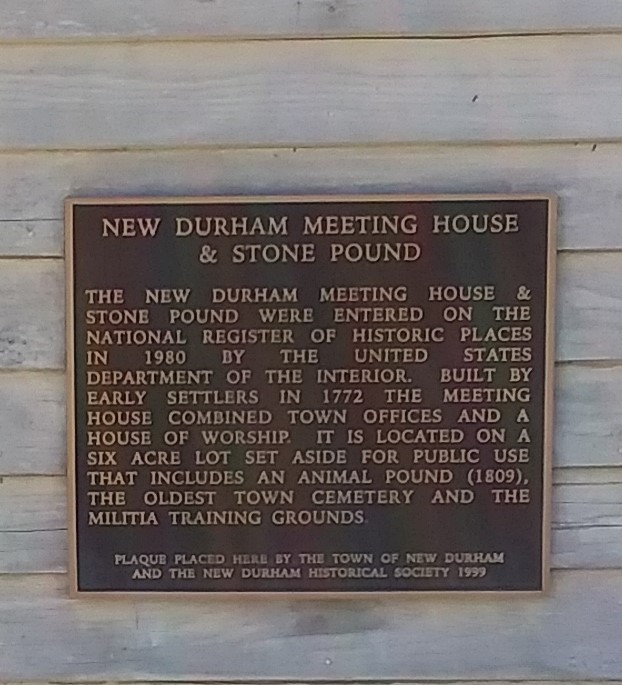 NEW DURHAM MEETING HOUSE
& STONE POUND
THE NEW DURHAM MEETING HOUSE &
STONE POUND WERE ENTERED ON THE
NATIONAL REGISTER OF HISTORIC PLACES
IN 1980 BY THE UNITED STATES
DEPARTMENT OF THE INTERIOR. BUILT BY
EARLY SETTLERS IN 1772 THE MEETING
HOUSE COMBINED TOWN OFFICES AND A
HOUSE OF WORSHIP. IT IS LOCATED ON A
SIX ACRE LOT SET ASIDE FOR PUBLIC USE
THAT INCLUDES AN ANIMAL POUND (1809),
THE OLDEST TOWN CEMETERY AND THE
MILITIA TRAINING GROUNDS.
PLAQUE PLACED HERE BY THE TOWN OF NEW DURHAM
AND THE NEW DURHAM HISTORICAL SOCIETY 1999